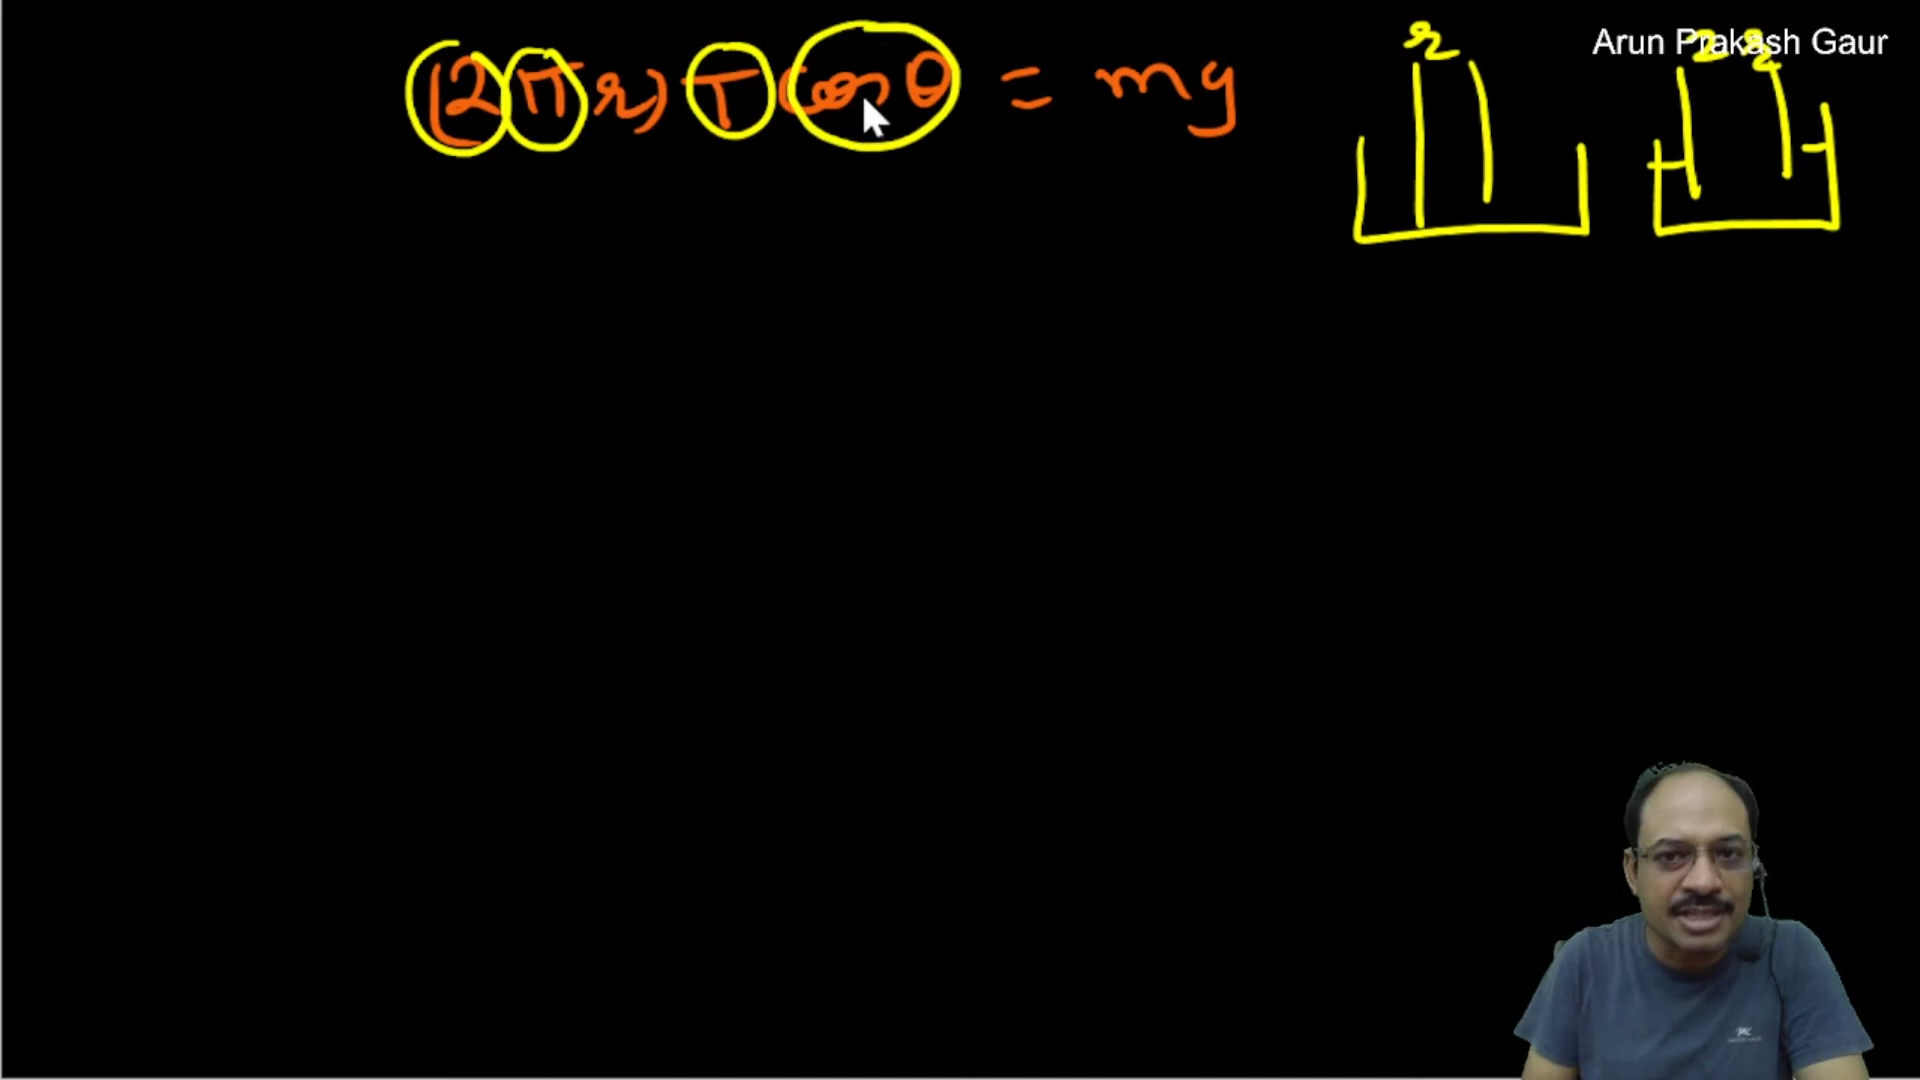 (2πr) T cosθ = mg
r
2r
Arun Prakash Gaur